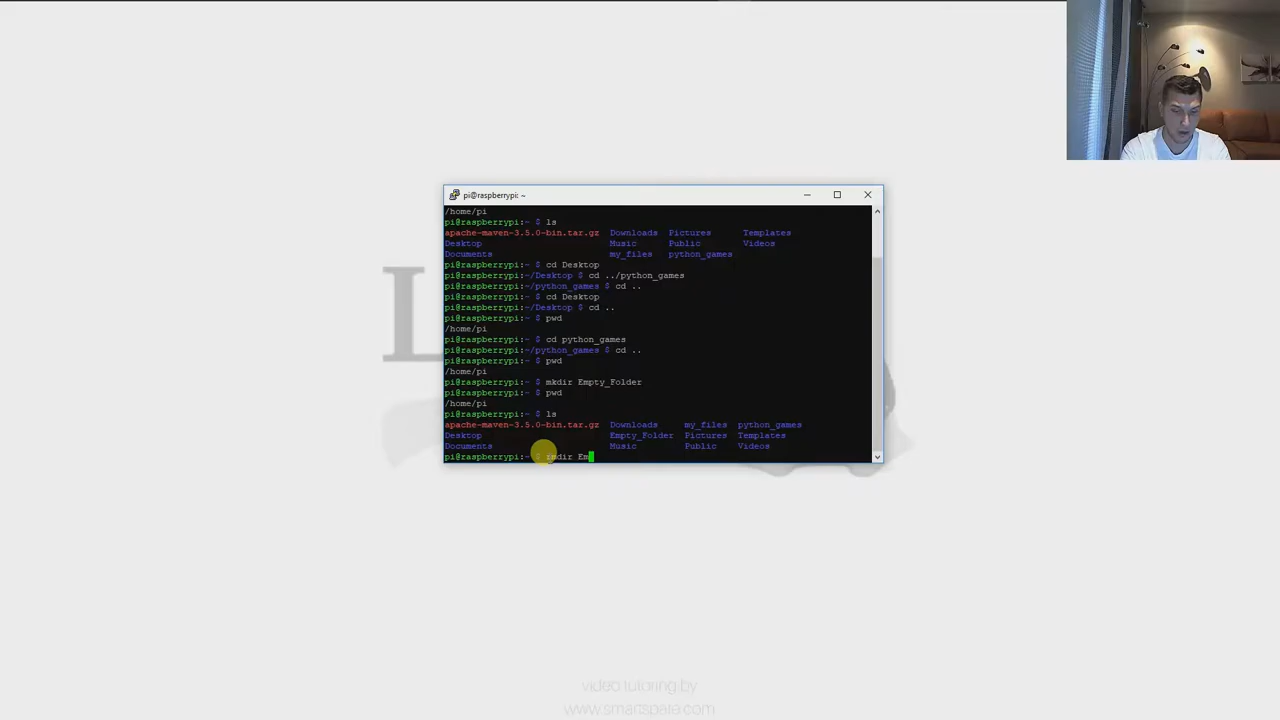 pi@raspberrypi: ~
/home/pi
pi@raspberrypi:~ $ ls
apache-maven-3.5.0-bin.tar.gz Downloads Pictures Templates
Desktop Music Public Videos
Documents my_files python_games
pi@raspberrypi:~ $ cd Desktop
pi@raspberrypi:~/Desktop $ cd ../python_games
pi@raspberrypi:~/python_games $ cd ..
pi@raspberrypi:~ $ cd Desktop
pi@raspberrypi:~/Desktop $ cd ..
pi@raspberrypi:~ $ pwd
/home/pi
pi@raspberrypi:~ $ cd python_games
pi@raspberrypi:~/python_games $ cd ..
pi@raspberrypi:~ $ pwd
/home/pi
pi@raspberrypi:~ $ mkdir Empty_Folder
pi@raspberrypi:~ $ pwd
/home/pi
pi@raspberrypi:~ $ ls
apache-maven-3.5.0-bin.tar.gz Downloads my_files python_games
Desktop Empty_Folder Pictures Templates
Documents Music Public Videos
pi@raspberrypi:~ $ rmdir Em
L
video tutoring by
www.smartspate.com